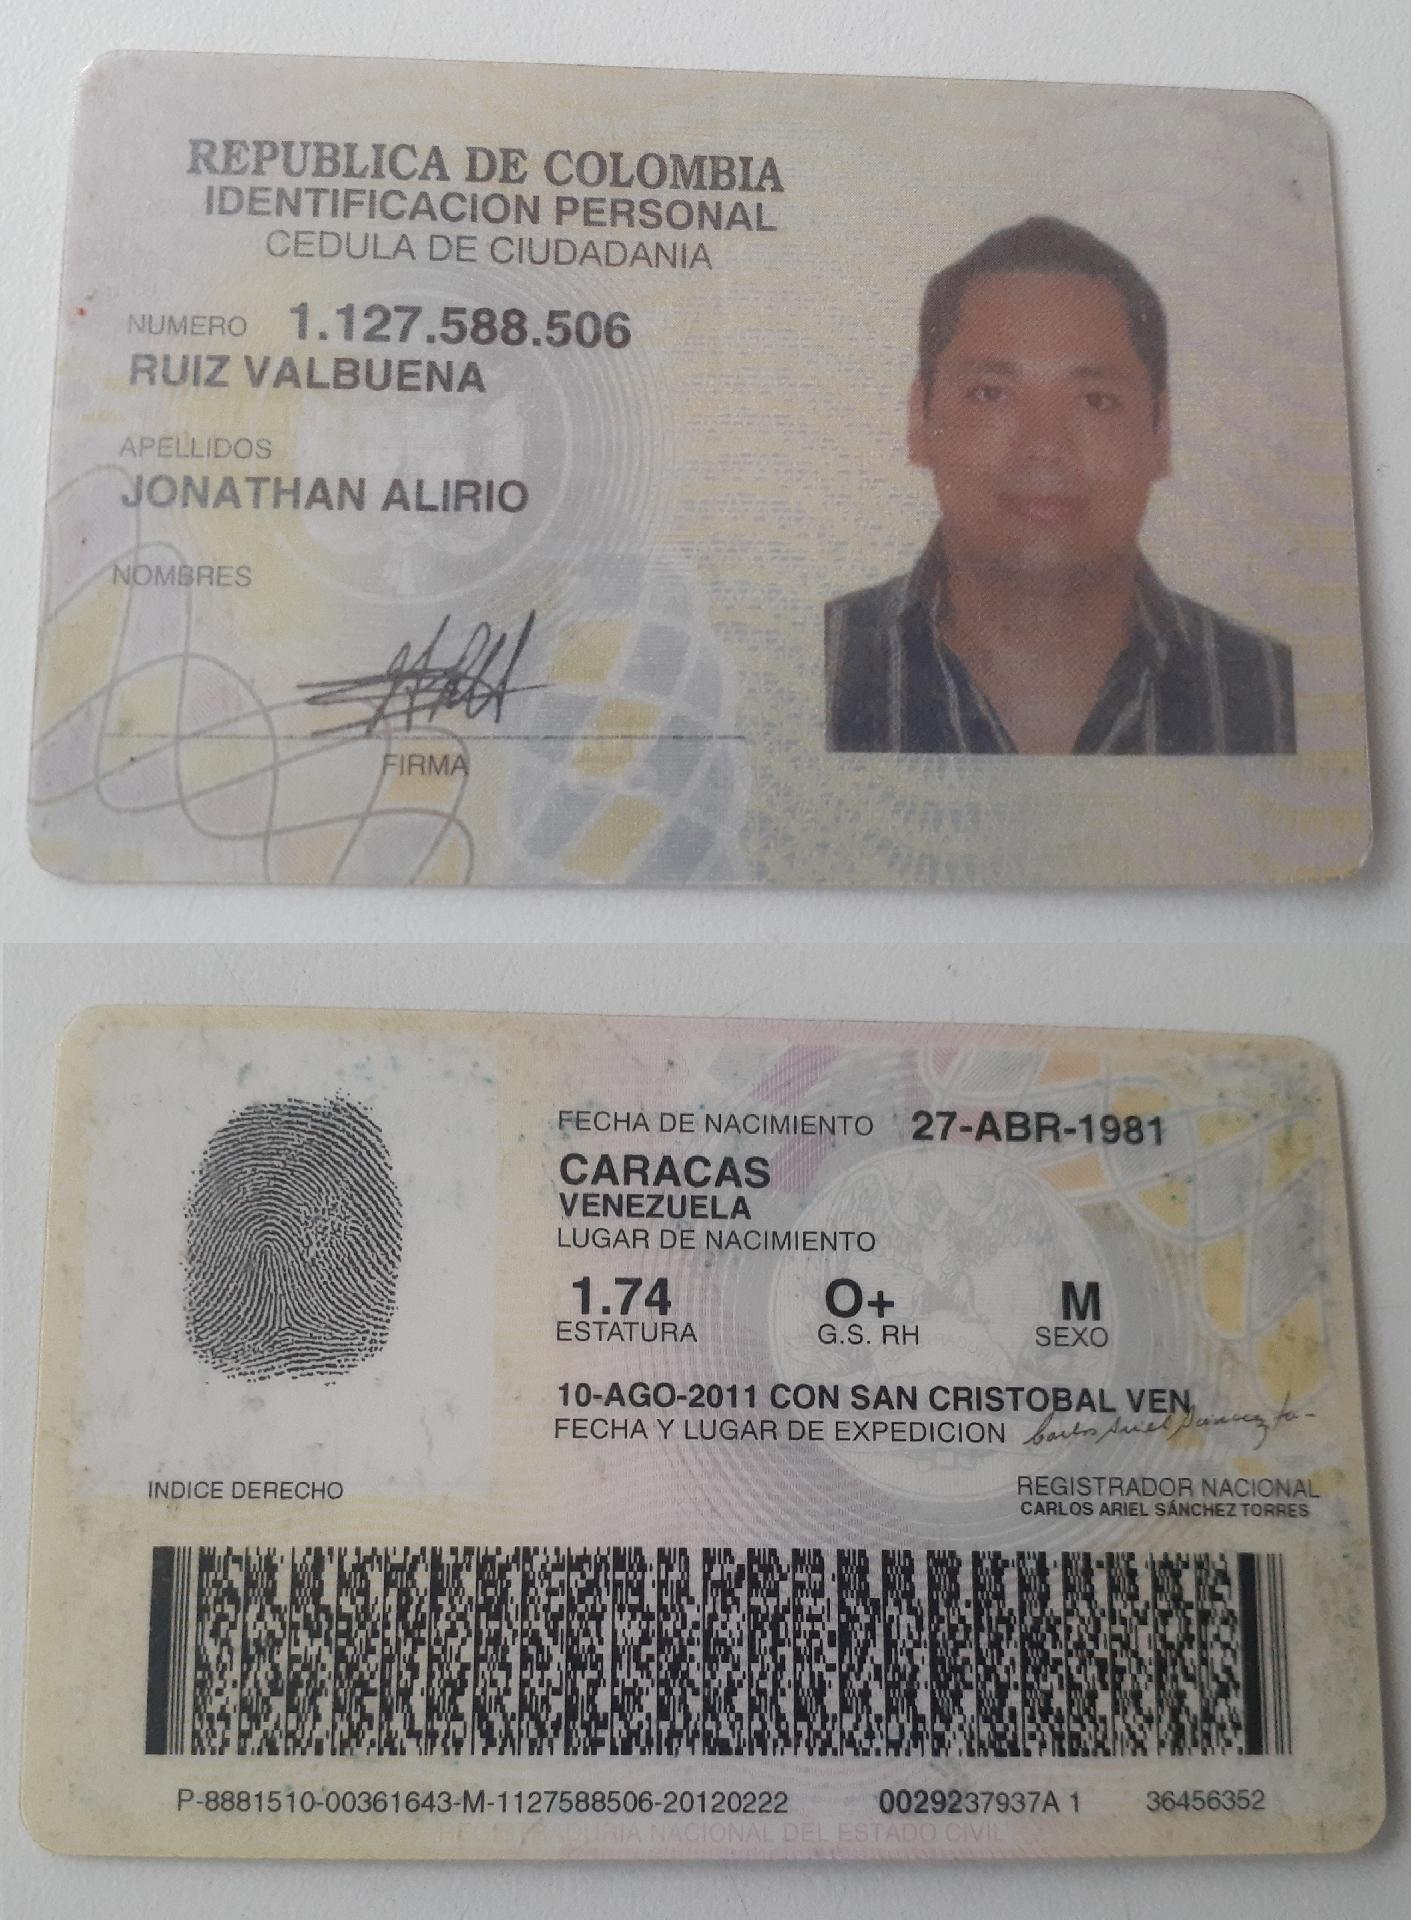 REPUBLICA DE COLOMBIA
IDENTIFICACION PERSONAL
CEDULA DE CIUDADANIA
NUMERO 1.127.588.506
RUIZ VALBUENA
APELLIDOS
JONATHAN ALIRIO
NOMBRES
FIRMA
FECHA DE NACIMIENTO 27-ABR-1981
CARACAS
VENEZUELA
LUGAR DE NACIMIENTO
1.74 O+ M
ESTATURA G.S. RH SEXO
10-AGO-2011 CON SAN CRISTOBAL VEN
FECHA Y LUGAR DE EXPEDICION
INDICE DERECHO
REGISTRADOR NACIONAL
CARLOS ARIEL SÁNCHEZ TORRES
P-8881510-00361643-M-1127588506-20120222 0029237937A 1 36456352
REGISTRADURIA NACIONAL DEL ESTADO CIVIL